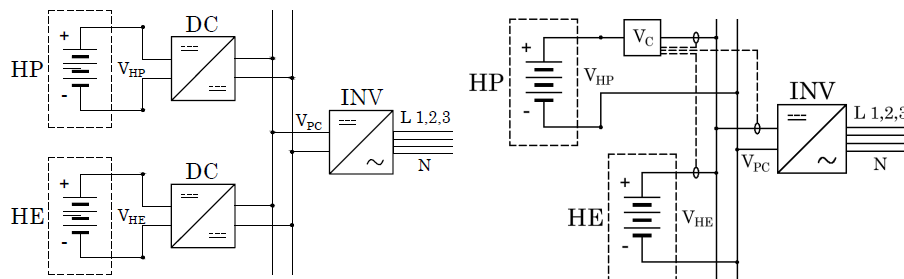 DC
+
HP
V_HP
-
INV
L 1,2,3
V_PC
N
DC
+
HE
V_HE
-
V_C
+
HP
V_HP
-
INV
L 1,2,3
V_PC
N
+
HE
V_HE
-